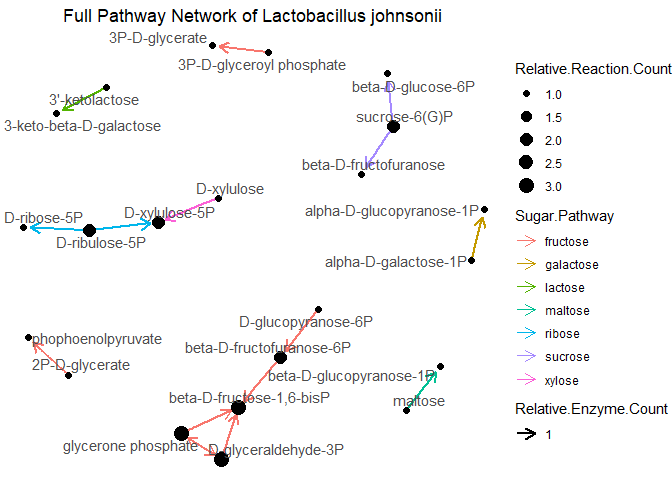 Full Pathway Network of Lactobacillus johnsonii
3P-D-glycerate
3P-D-glyceroyl phosphate
3'-ketolactose
3-keto-beta-D-galactose
beta-D-glucose-6P
sucrose-6(G)P
beta-D-fructofuranose
D-xylulose
D-xylulose-5P
D-ribose-5P
D-ribulose-5P
alpha-D-glucopyranose-1P
alpha-D-galactose-1P
D-glucopyranose-6P
beta-D-fructofuranose-6P
phophoenolpyruvate
2P-D-glycerate
beta-D-glucopyranose-1P
maltose
beta-D-fructose-1,6-bisP
glycerone phosphate
D-glyceraldehyde-3P
Relative.Reaction.Count
1.0
1.5
2.0
2.5
3.0
Sugar.Pathway
fructose
galactose
lactose
maltose
ribose
sucrose
xylose
Relative.Enzyme.Count
1